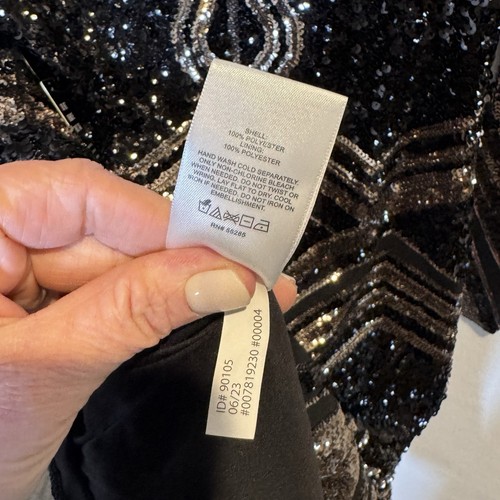 SHELL:
100% POLYESTER
LINING:
100% POLYESTER
HAND WASH COLD SEPARATELY.
ONLY NON-CHLORINE BLEACH
WHEN NEEDED. DO NOT TWIST OR
WRING. LAY FLAT TO DRY. COOL
IRON IF NEEDED. DO NOT IRON ON
EMBELLISHMENT.
RN# 66285
ID# 90105
06/23
#007819230 #00004